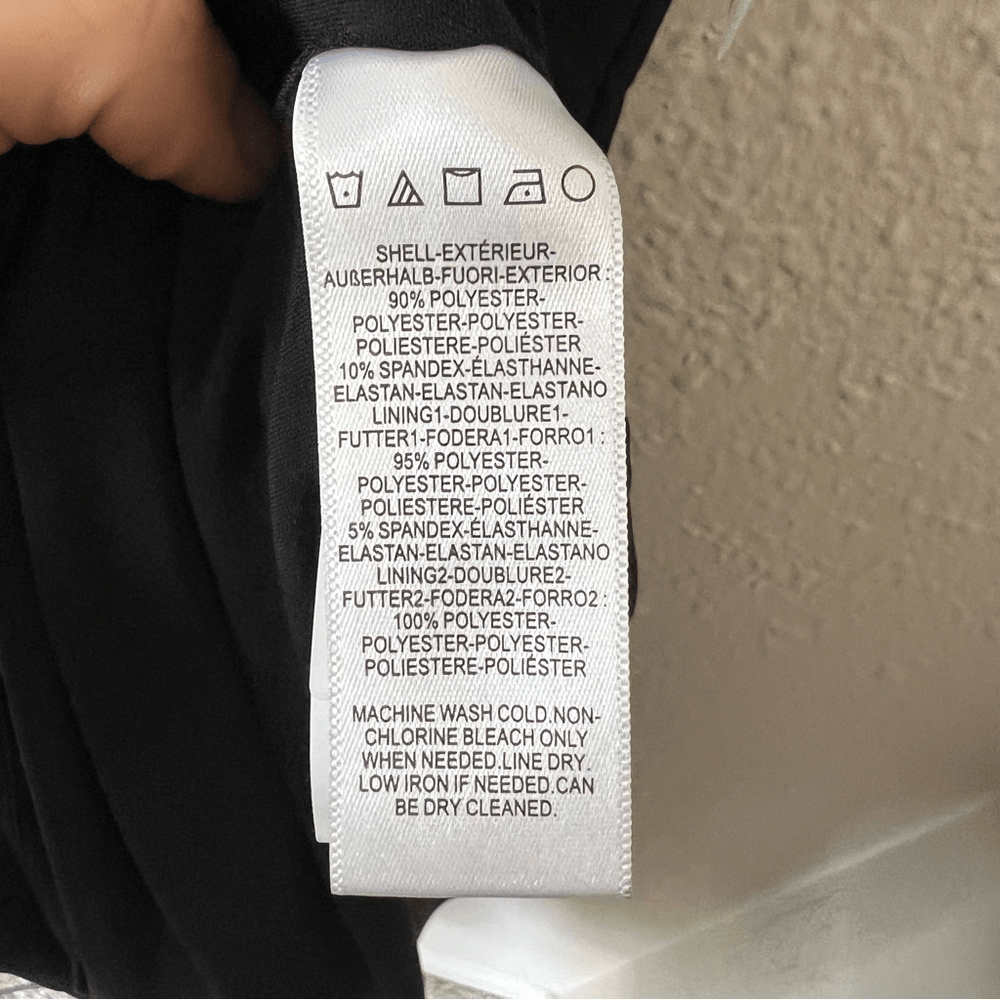 SHELL-EXTÉRIEUR-
AUßERHALB-FUORI-EXTERIOR :
90% POLYESTER-
POLYESTER-POLYESTER-
POLIESTERE-POLIÉSTER
10% SPANDEX-ÉLASTHANNE-
ELASTAN-ELASTAN-ELASTANO
LINING1-DOUBLURE1-
FUTTER1-FODERA1-FORRO1 :
95% POLYESTER-
POLYESTER-POLYESTER-
POLIESTERE-POLIÉSTER
5% SPANDEX-ÉLASTHANNE-
ELASTAN-ELASTAN-ELASTANO
LINING2-DOUBLURE2-
FUTTER2-FODERA2-FORRO2 :
100% POLYESTER-
POLYESTER-POLYESTER-
POLIESTERE-POLIÉSTER
MACHINE WASH COLD.NON-
CHLORINE BLEACH ONLY
WHEN NEEDED.LINE DRY.
LOW IRON IF NEEDED.CAN
BE DRY CLEANED.